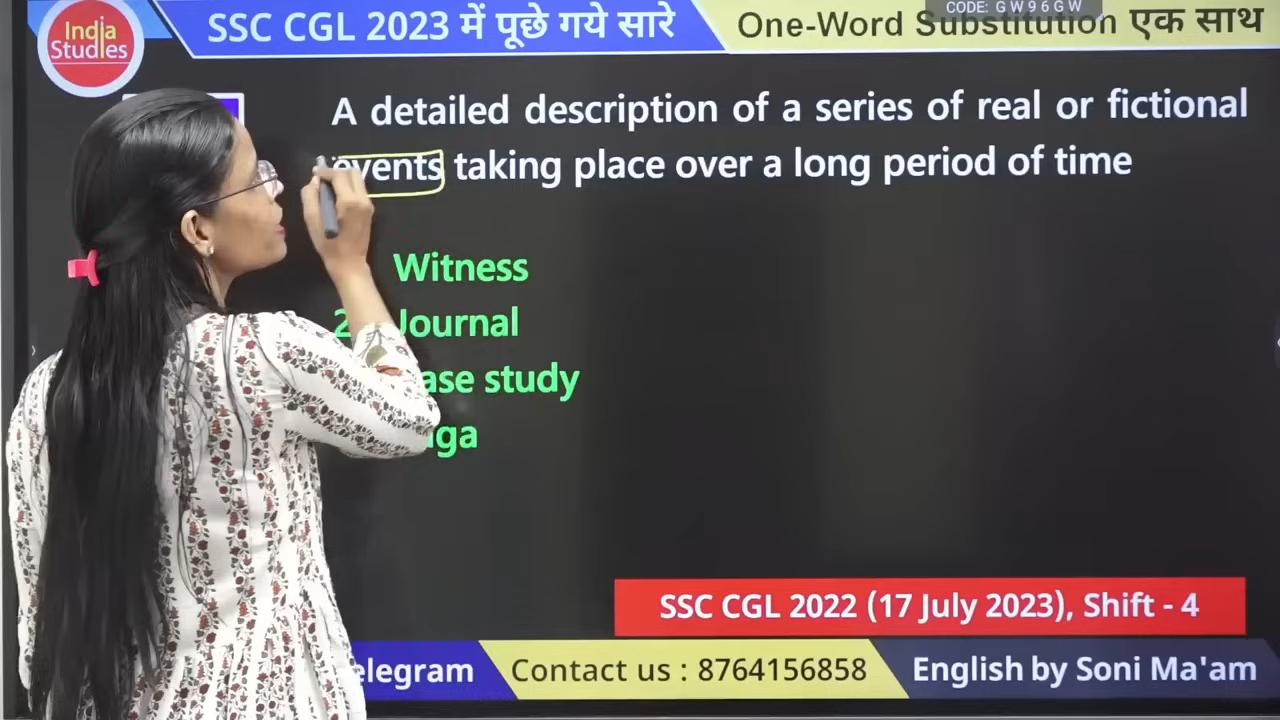 India
Studies
SSC CGL 2023 में पूछे गये सारे
One-Word Substitution एक साथ
CODE: GW96GW
A detailed description of a series of real or fictional
events taking place over a long period of time
Witness
2. Journal
ase study
ga
SSC CGL 2022 (17 July 2023), Shift - 4
elegram
Contact us : 8764156858
English by Soni Ma'am